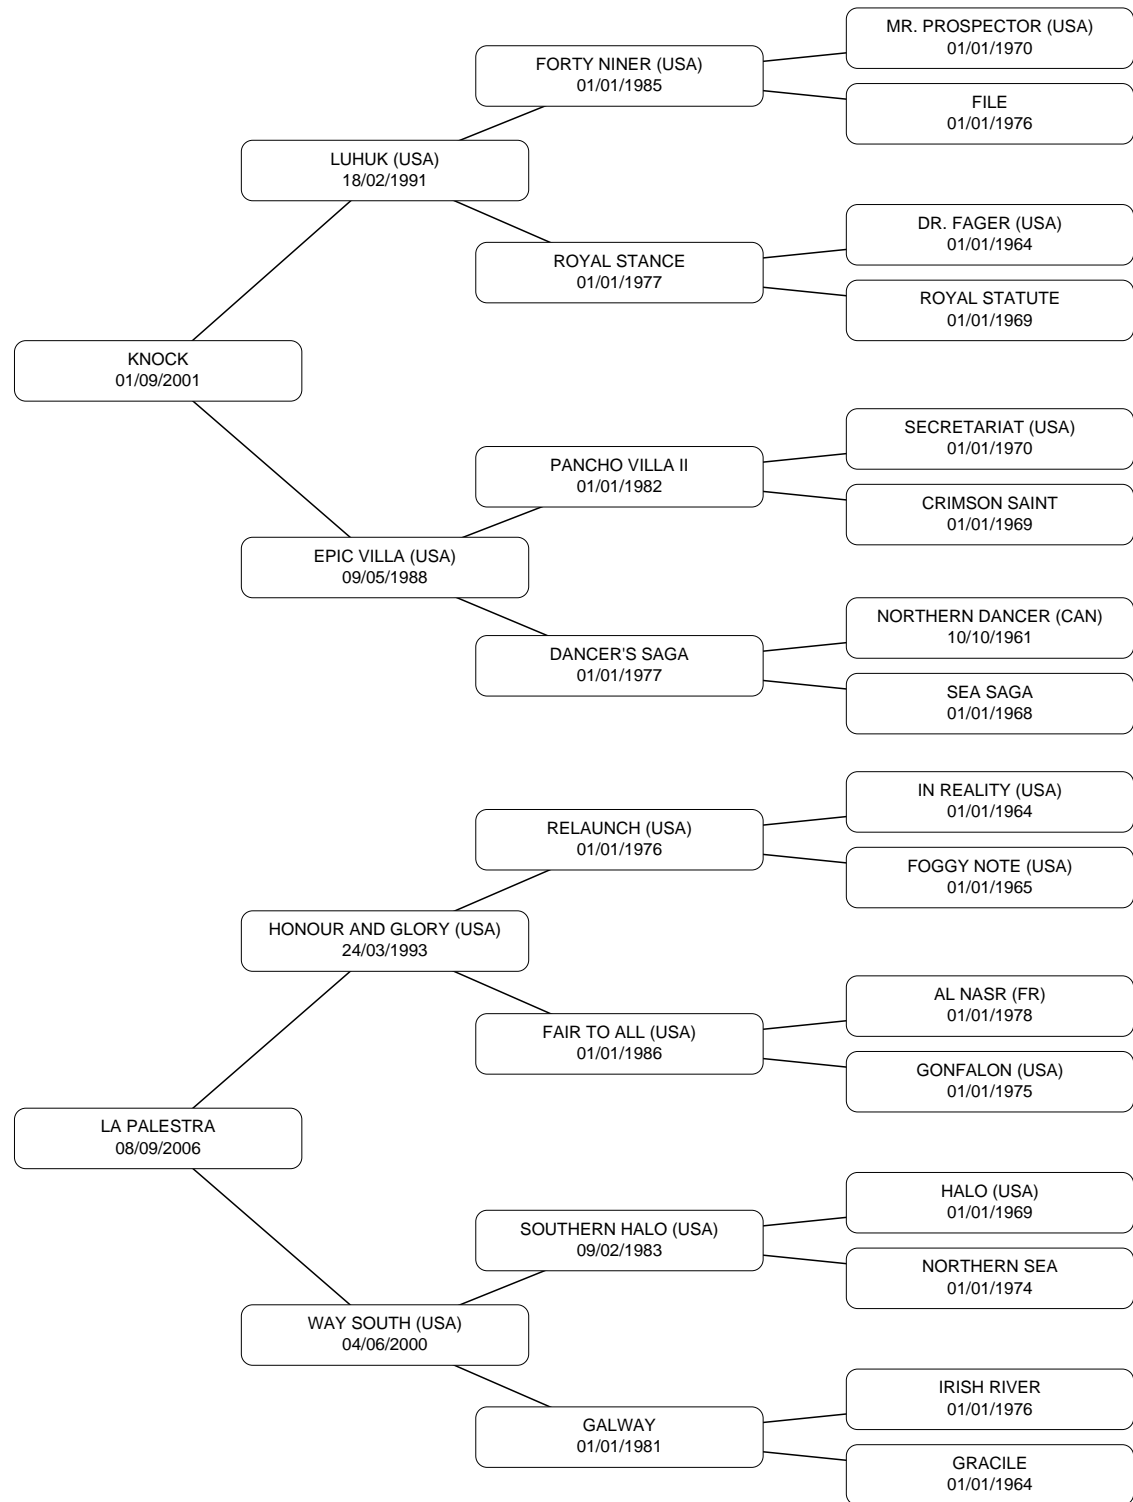 MR. PROSPECTOR (USA)
01/01/1970
FORTY NINER (USA)
01/01/1985
FILE
01/01/1976
LUHUK (USA)
18/02/1991
DR. FAGER (USA)
01/01/1964
ROYAL STANCE
01/01/1977
ROYAL STATUTE
01/01/1969
KNOCK
01/09/2001
SECRETARIAT (USA)
01/01/1970
PANCHO VILLA II
01/01/1982
CRIMSON SAINT
01/01/1969
EPIC VILLA (USA)
09/05/1988
NORTHERN DANCER (CAN)
10/10/1961
DANCER'S SAGA
01/01/1977
SEA SAGA
01/01/1968
IN REALITY (USA)
01/01/1964
RELAUNCH (USA)
01/01/1976
FOGGY NOTE (USA)
01/01/1965
HONOUR AND GLORY (USA)
24/03/1993
AL NASR (FR)
01/01/1978
FAIR TO ALL (USA)
01/01/1986
GONFALON (USA)
01/01/1975
LA PALESTRA
08/09/2006
HALO (USA)
01/01/1969
SOUTHERN HALO (USA)
09/02/1983
NORTHERN SEA
01/01/1974
WAY SOUTH (USA)
04/06/2000
IRISH RIVER
01/01/1976
GALWAY
01/01/1981
GRACILE
01/01/1964